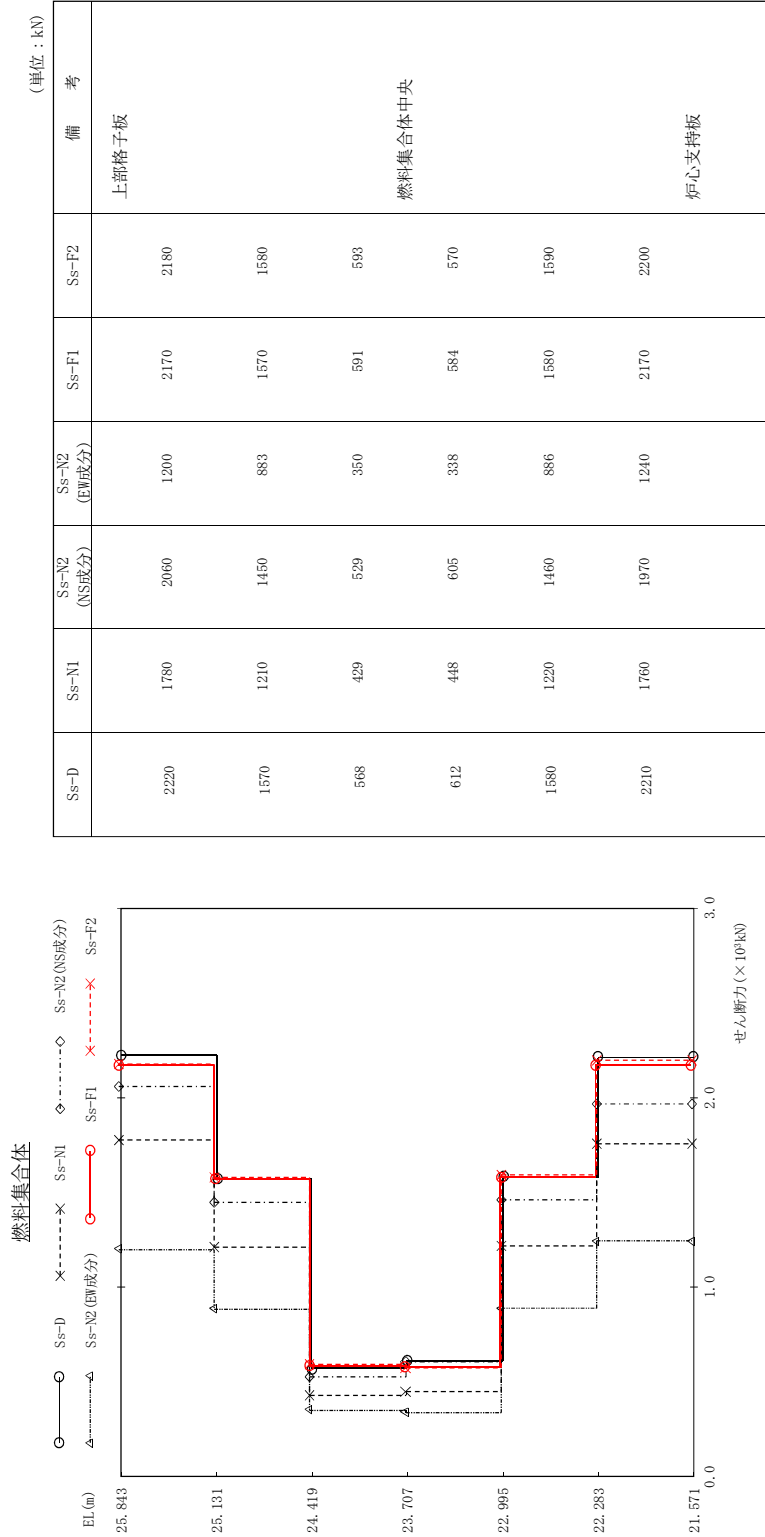 燃料集合体
Ss-D
Ss-N1
Ss-N2(NS成分)
Ss-N2(EW成分)
Ss-F1
Ss-F2
EL(m)
25.843
25.131
24.419
23.707
22.995
22.283
21.571
0.0
1.0
2.0
3.0
せん断力(×10³kN)
(単位：kN)
Ss-D Ss-N1 Ss-N2 (NS成分) Ss-N2 (EW成分) Ss-F1 Ss-F2 備 考
上部格子板
2220 1780 2060 1200 2170 2180
1570 1210 1450 883 1570 1580
568 429 529 350 591 593
燃料集合体中央
612 448 605 338 584 570
1580 1220 1460 886 1580 1590
2210 1760 1970 1240 2170 2200
炉心支持板